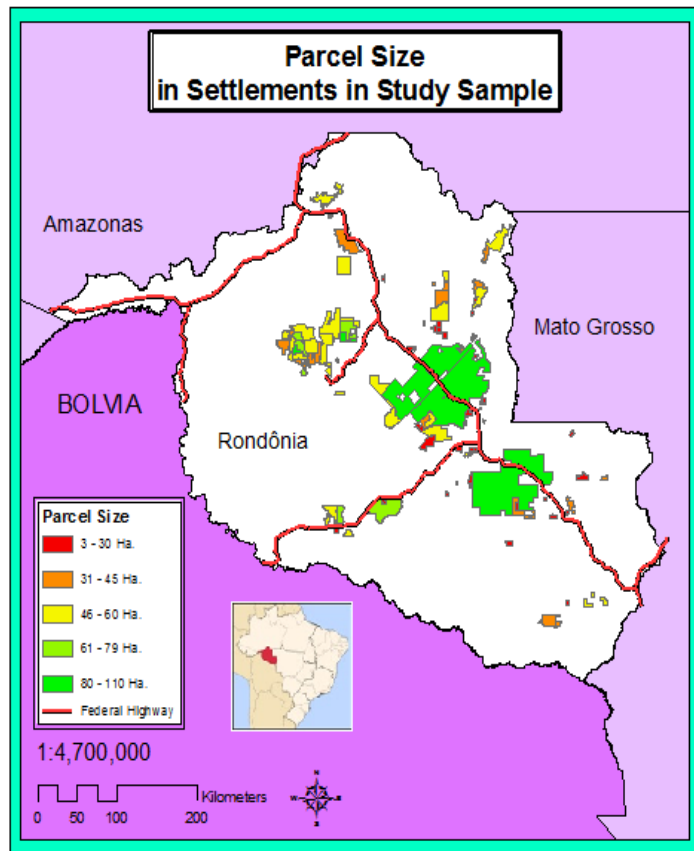 Parcel Size
in Settlements in Study Sample
Amazonas
Mato Grosso
BOLVIA
Rondônia
Parcel Size
3 - 30 Ha.
31 - 45 Ha.
46 - 60 Ha.
61 - 79 Ha.
80 - 110 Ha.
Federal Highway
1:4,700,000
Kilometers
0 50 100 200
N
W E
S